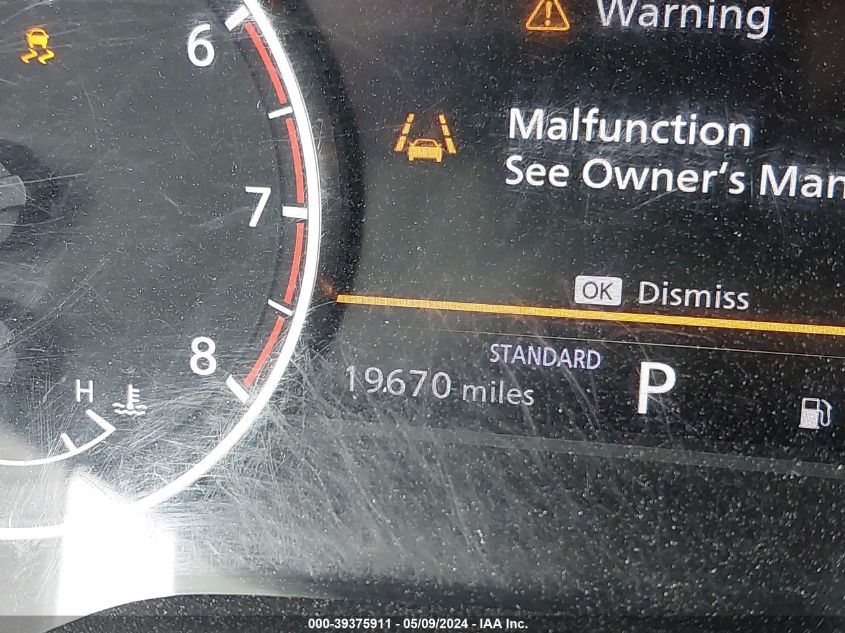 Warning
6
Malfunction
See Owner's Man
7
OK Dismiss
8
STANDARD
19670 miles
P
H
000-39375911 - 05/09/2024 - IAA Inc.